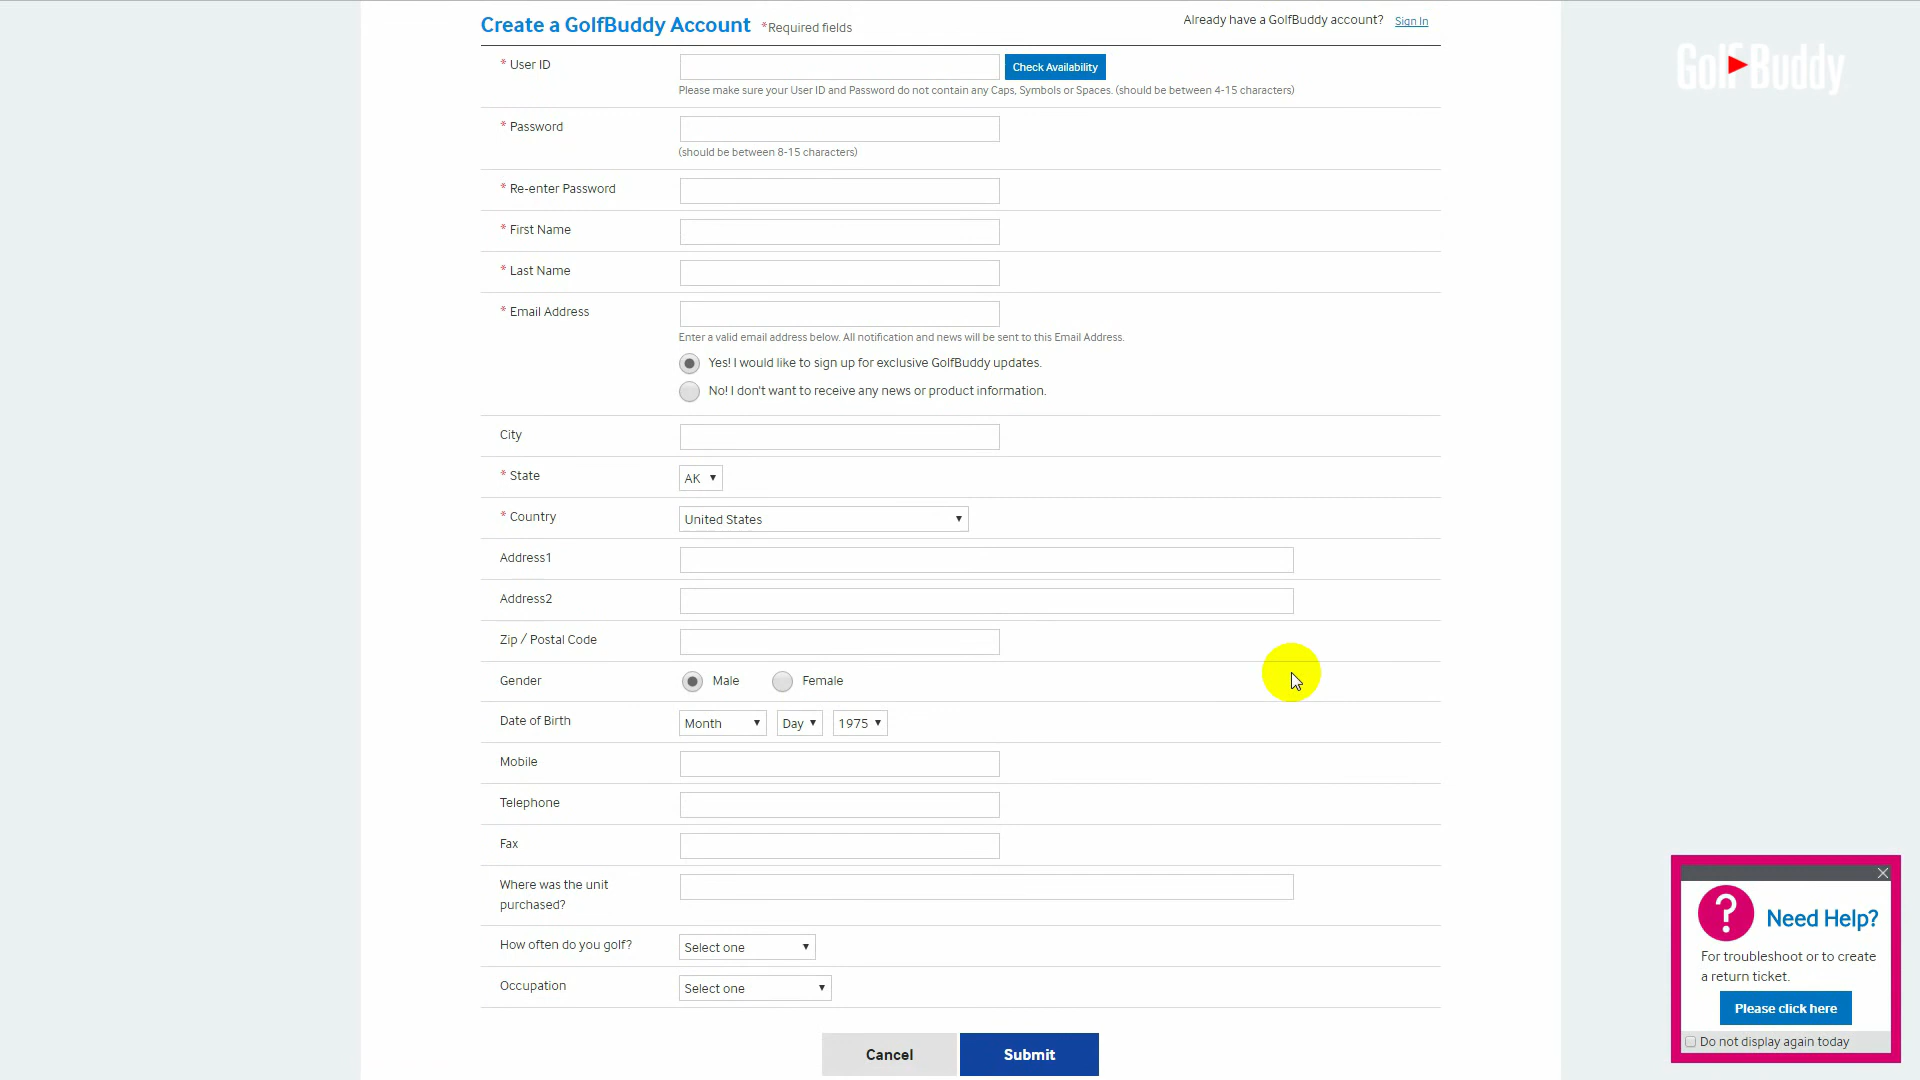 Create a GolfBuddy Account *Required fields
Already have a GolfBuddy account? Sign In
GolfBuddy
* User ID
Check Availability
Please make sure your User ID and Password do not contain any Caps, Symbols or Spaces. (should be between 4-15 characters)
* Password
(should be between 8-15 characters)
* Re-enter Password
* First Name
* Last Name
* Email Address
Enter a valid email address below. All notification and news will be sent to this Email Address.
Yes! I would like to sign up for exclusive GolfBuddy updates.
No! I don't want to receive any news or product information.
City
* State AK
* Country United States
Address1
Address2
Zip / Postal Code
Gender Male Female
Date of Birth Month Day 1975
Mobile
Telephone
Fax
Where was the unit
purchased?
How often do you golf? Select one
Occupation Select one
Cancel Submit
? Need Help?
For troubleshoot or to create
a return ticket.
Please click here
Do not display again today